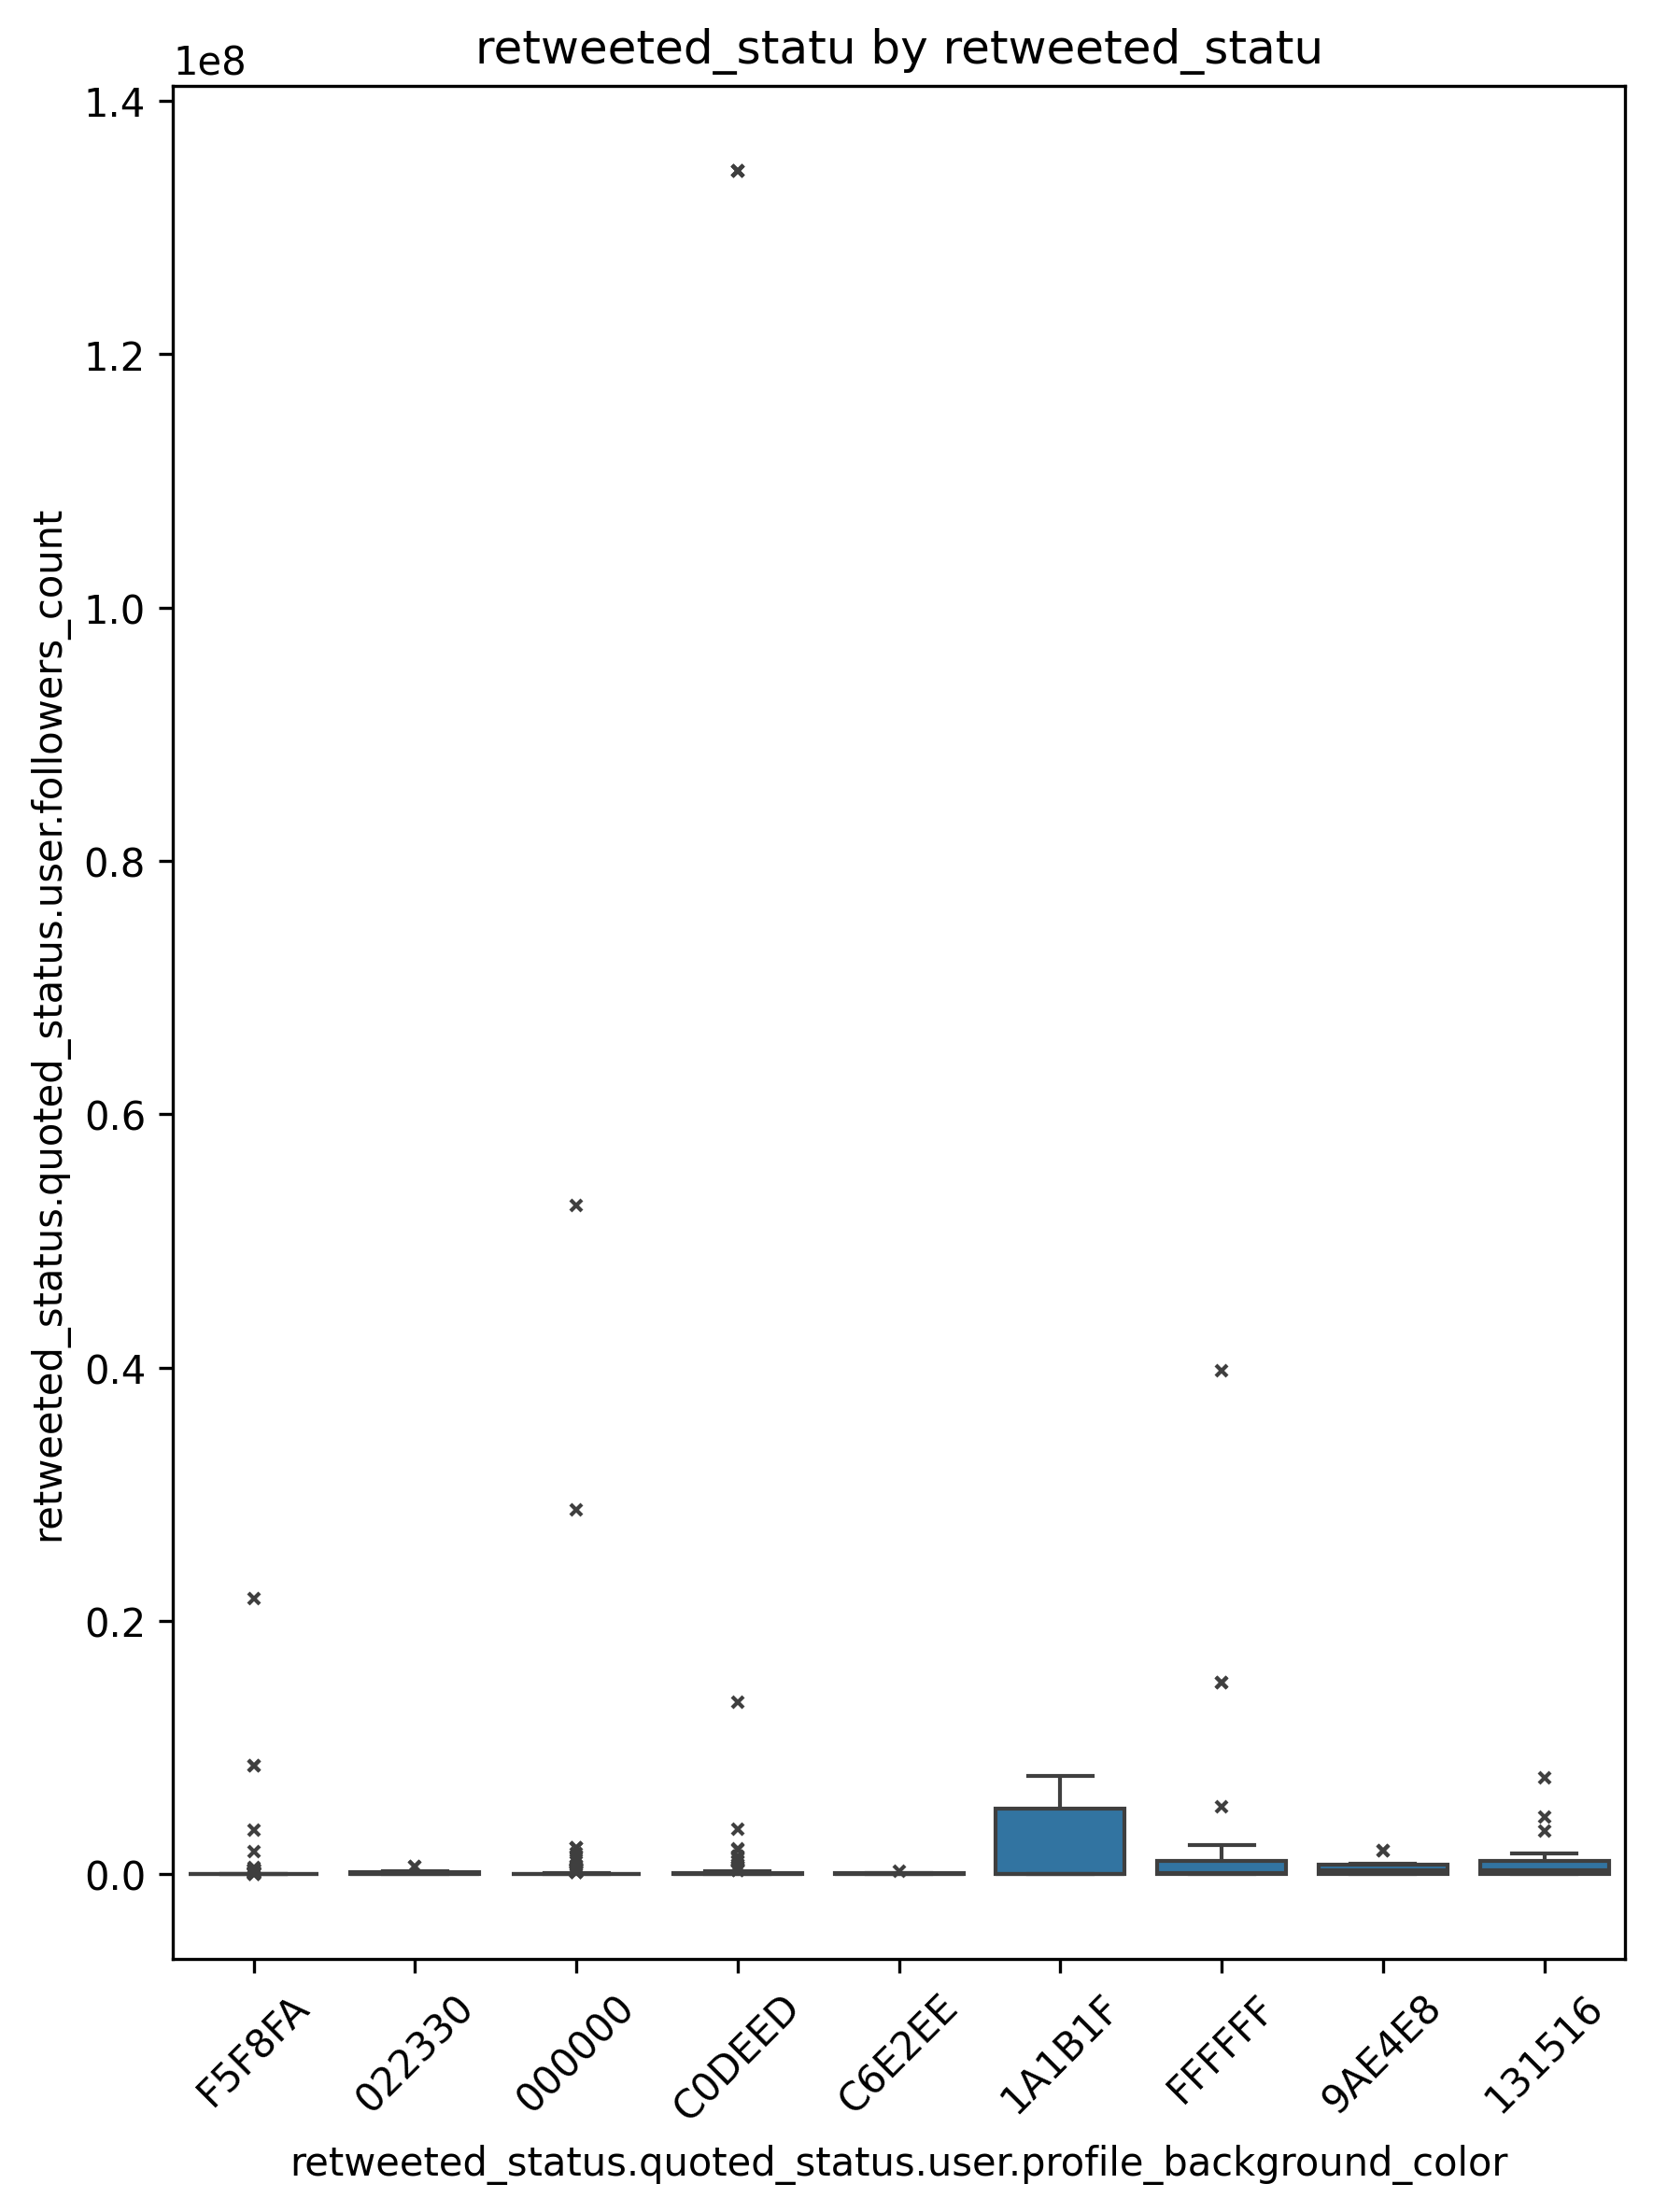 retweeted_statu by retweeted_statu
1e8
1.4
1.2
1.0
0.8
0.6
0.4
0.2
0.0
retweeted_status.quoted_status.user.followers_count
F5F8FA
022330
000000
C0DEED
C6E2EE
1A1B1F
FFFFFF
9AE4E8
131516
retweeted_status.quoted_status.user.profile_background_color